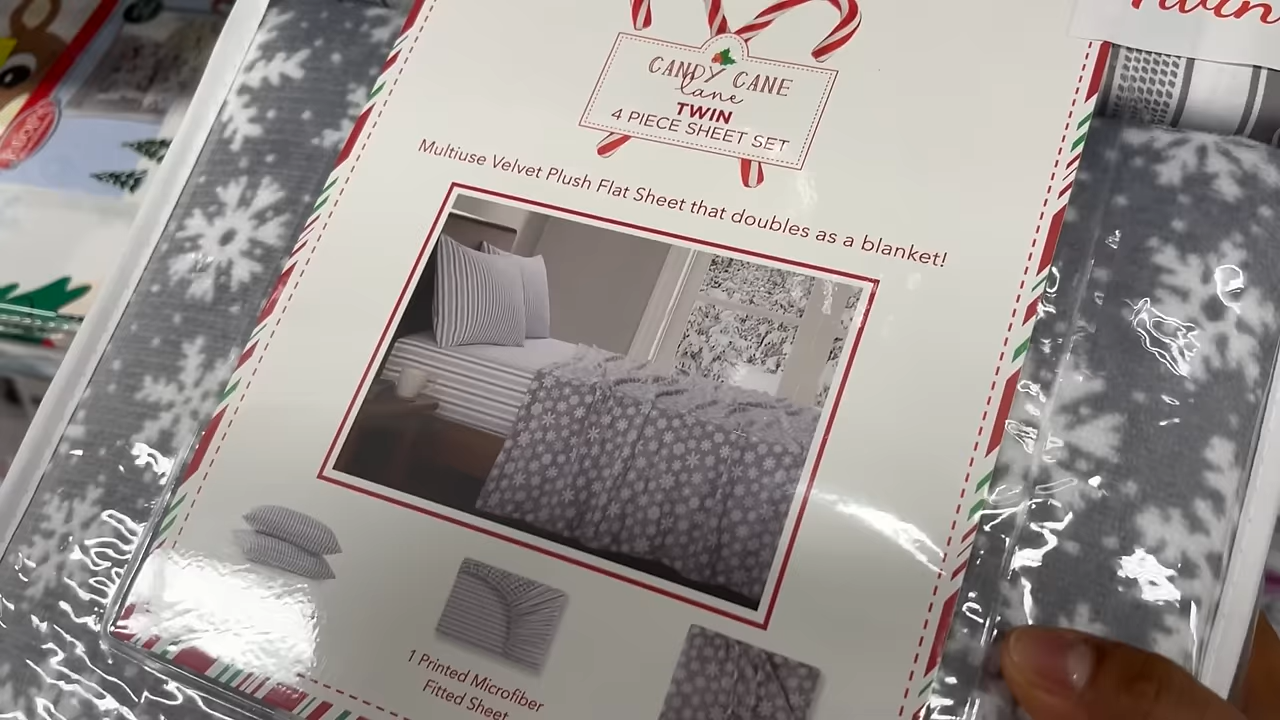 Twin
CANDY CANE
lane
TWIN
4 PIECE SHEET SET
Multiuse Velvet Plush Flat Sheet that doubles as a blanket!
1 Printed Microfiber
Fitted Sheet